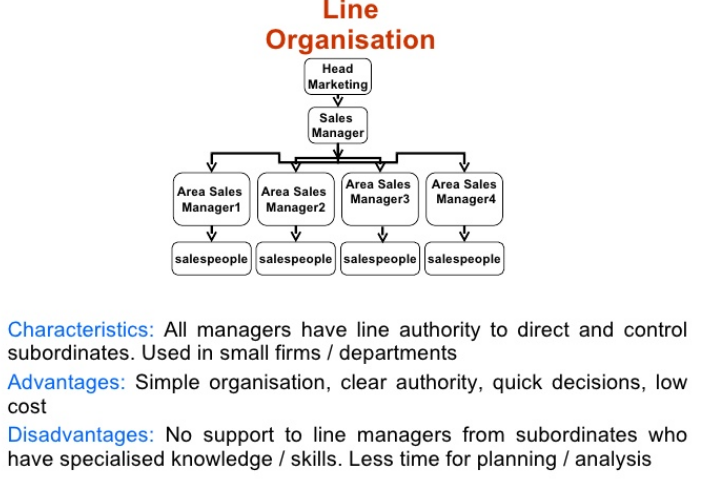 Line
Organisation
Head
Marketing
Sales
Manager
Area Sales
Manager1
Area Sales
Manager2
Area Sales
Manager3
Area Sales
Manager4
salespeople
salespeople
salespeople
salespeople
Characteristics: All managers have line authority to direct and control
subordinates. Used in small firms / departments
Advantages: Simple organisation, clear authority, quick decisions, low
cost
Disadvantages: No support to line managers from subordinates who
have specialised knowledge / skills. Less time for planning / analysis